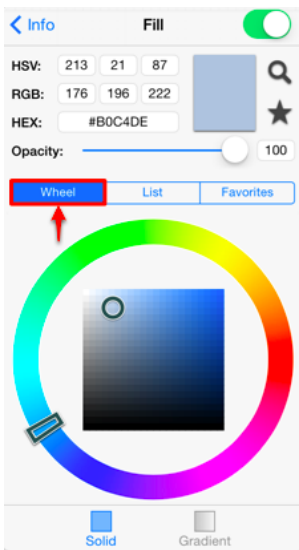 Info Fill
HSV: 213 21 87
RGB: 176 196 222
HEX: #B0C4DE
Opacity: 100
Wheel List Favorites
Solid Gradient